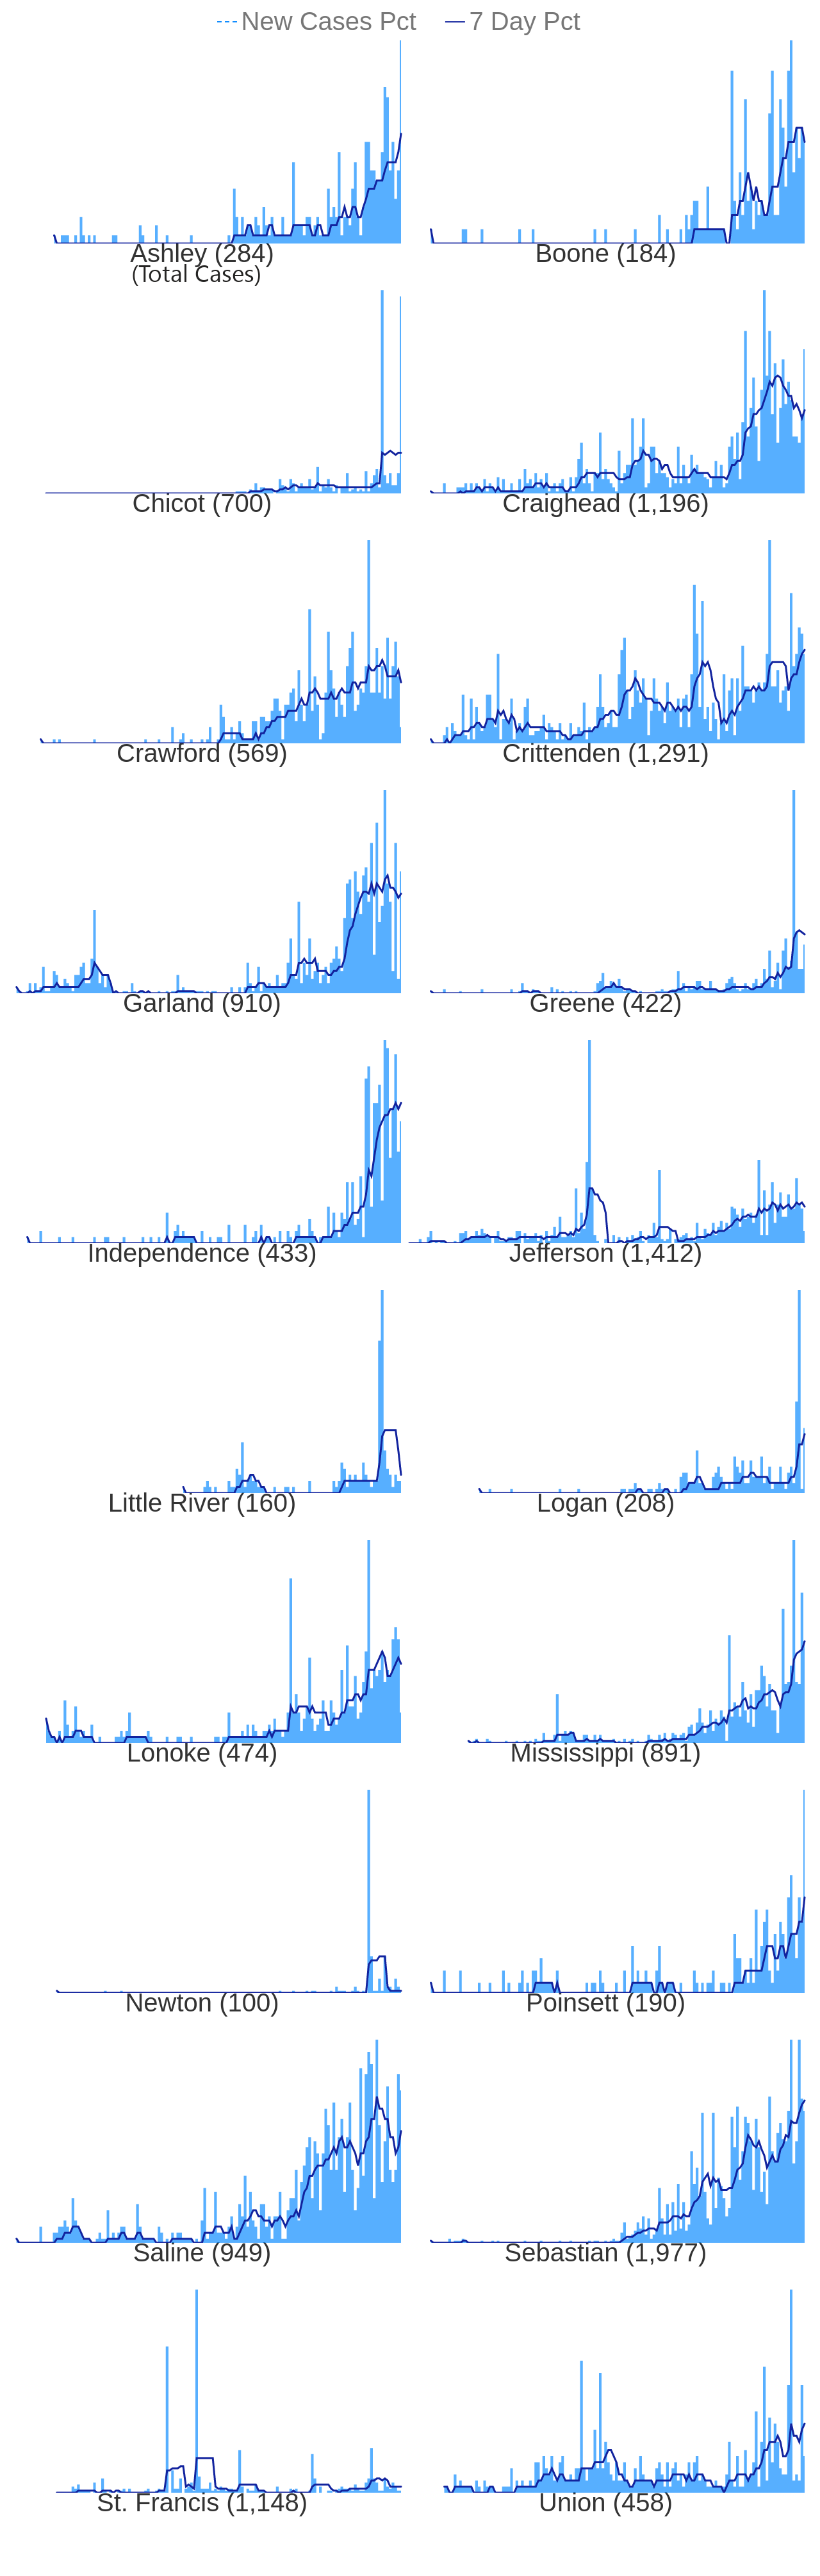 New Cases Pct 7 Day Pct
Ashley (284) Boone (184)
(Total Cases)
Chicot (700) Craighead (1,196)
Crawford (569) Crittenden (1,291)
Garland (910) Greene (422)
Independence (433) Jefferson (1,412)
Little River (160) Logan (208)
Lonoke (474) Mississippi (891)
Newton (100) Poinsett (190)
Saline (949) Sebastian (1,977)
St. Francis (1,148) Union (458)